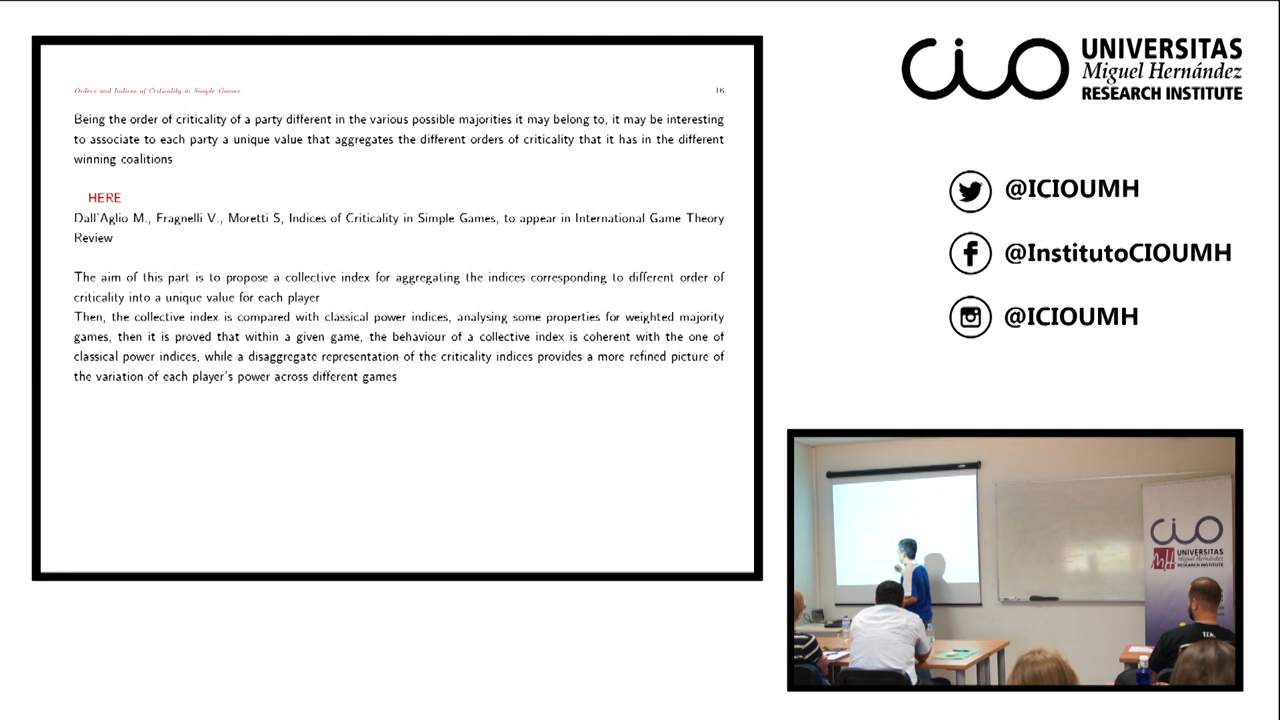 Orders and Indices of Criticality in Simple Games 16
Being the order of criticality of a party different in the various possible majorities it may belong to, it may be interesting
to associate to each party a unique value that aggregates the different orders of criticality that it has in the different
winning coalitions
HERE
Dall'Aglio M., Fragnelli V., Moretti S, Indices of Criticality in Simple Games, to appear in International Game Theory
Review
The aim of this part is to propose a collective index for aggregating the indices corresponding to different order of
criticality into a unique value for each player
Then, the collective index is compared with classical power indices, analysing some properties for weighted majority
games, then it is proved that within a given game, the behaviour of a collective index is coherent with the one of
classical power indices, while a disaggregate representation of the criticality indices provides a more refined picture of
the variation of each player's power across different games
cio
UNIVERSITAS
Miguel Hernández
RESEARCH INSTITUTE
@ICIOUMH
@InstitutoCIOUMH
@ICIOUMH
cio
UNIVERSITAS
Miguel Hernández
RESEARCH INSTITUTE